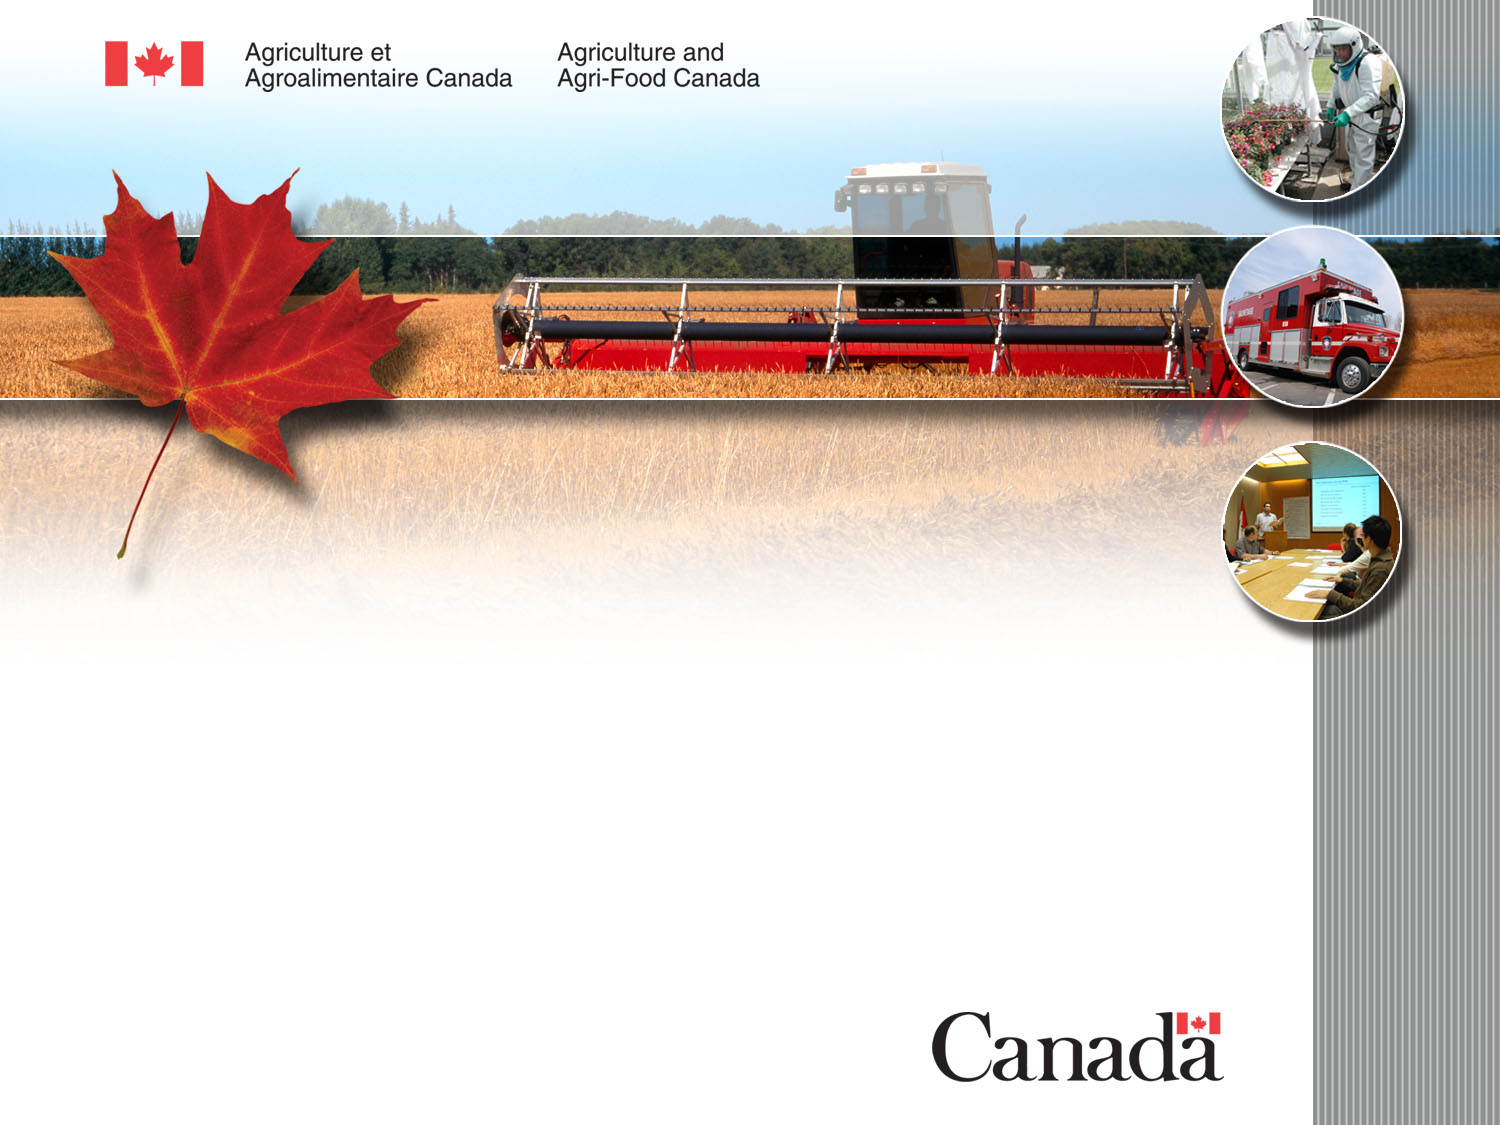 Agriculture et
Agroalimentaire Canada
Agriculture and
Agri-Food Canada
Canada